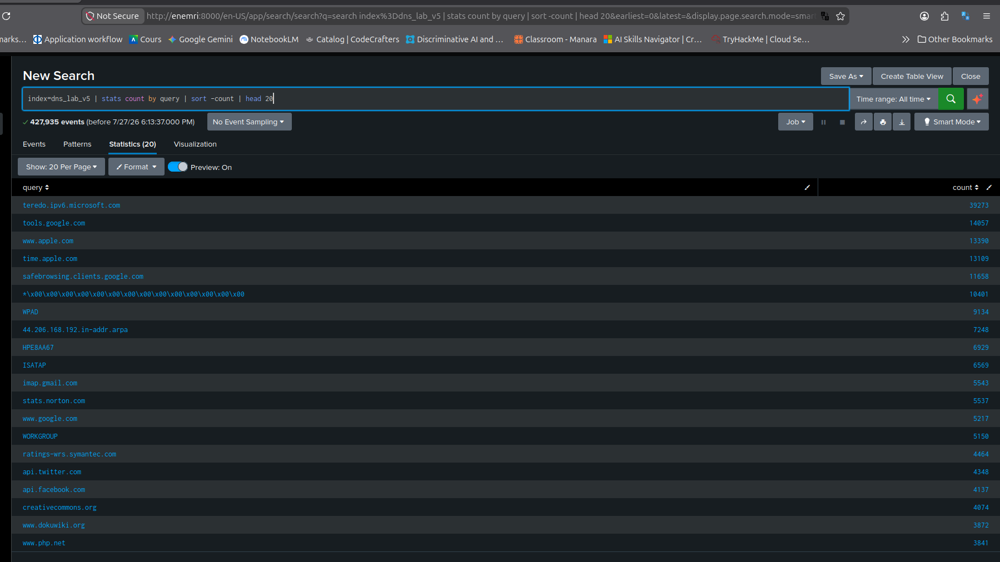 Not Secure http://enemri:8000/en-US/app/search/search?q=search index%3Ddns_lab_v5 | stats count by query | sort -count | head 20&earliest=0&latest=&display.page.search.mode=smar
marks… Application workflow Cours Google Gemini NotebookLM Catalog | CodeCrafters Discriminative AI and … Classroom - Manara AI Skills Navigator | Cr… TryHackMe | Cloud Se… Other Bookmarks
New Search
Save As Create Table View Close
index=dns_lab_v5 | stats count by query | sort -count | head 20
Time range: All time
427,935 events (before 7/27/26 6:13:37.000 PM) No Event Sampling Job Smart Mode
Events Patterns Statistics (20) Visualization
Show: 20 Per Page Format Preview: On
query count
teredo.ipv6.microsoft.com 39273
tools.google.com 14057
www.apple.com 13390
time.apple.com 13109
safebrowsing.clients.google.com 11658
*\x00\x00\x00\x00\x00\x00\x00\x00\x00\x00\x00\x00\x00\x00 10401
WPAD 9134
44.206.168.192.in-addr.arpa 7248
HPE8AA67 6929
ISATAP 6569
imap.gmail.com 5543
stats.norton.com 5537
www.google.com 5217
WORKGROUP 5150
ratings-wrs.symantec.com 4464
api.twitter.com 4348
api.facebook.com 4137
creativecommons.org 4074
www.dokuwiki.org 3872
www.php.net 3841